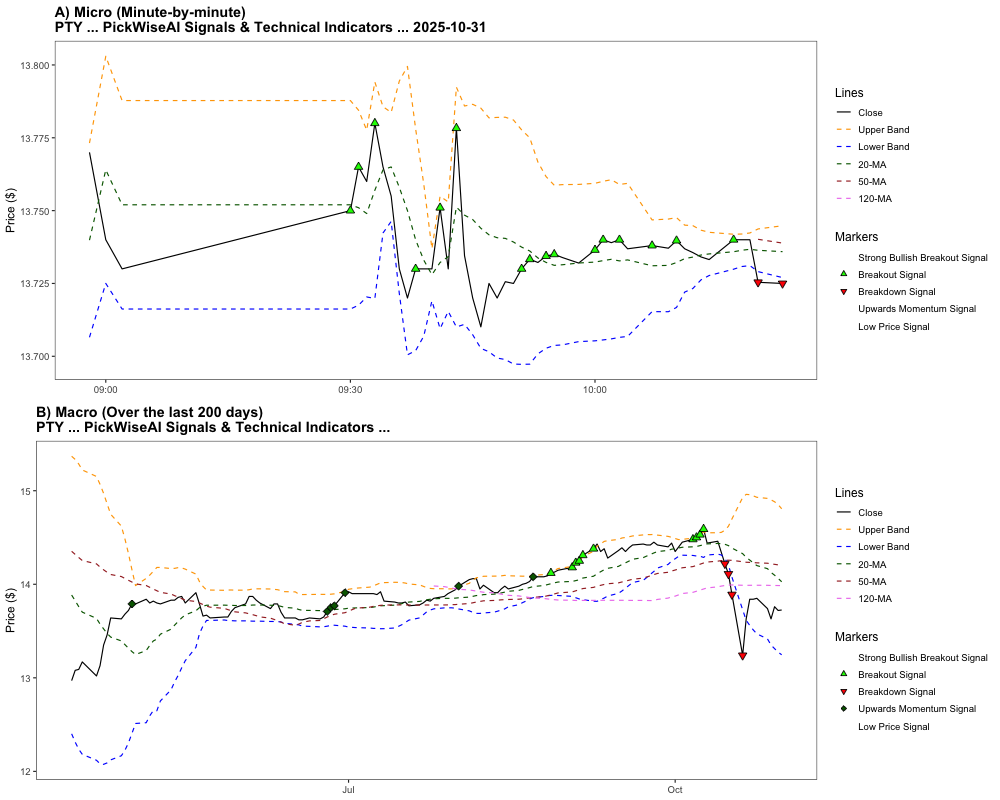 A) Micro (Minute-by-minute)
PTY ... PickWiseAI Signals & Technical Indicators ... 2025-10-31
Price ($)
13.800
13.775
13.750
13.725
13.700
09:00
09:30
10:00
Lines
Close
Upper Band
Lower Band
20-MA
50-MA
120-MA
Markers
Strong Bullish Breakout Signal
Breakout Signal
Breakdown Signal
Upwards Momentum Signal
Low Price Signal
B) Macro (Over the last 200 days)
PTY ... PickWiseAI Signals & Technical Indicators ...
Price ($)
15
14
13
12
Jul
Oct
Lines
Close
Upper Band
Lower Band
20-MA
50-MA
120-MA
Markers
Strong Bullish Breakout Signal
Breakout Signal
Breakdown Signal
Upwards Momentum Signal
Low Price Signal